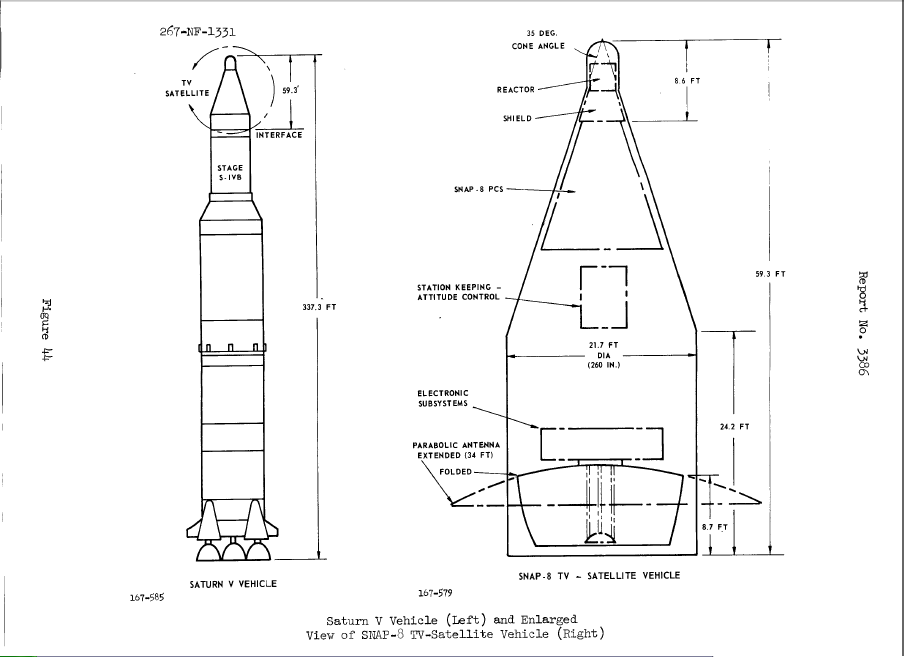 267-NF-1331
TV
SATELLITE
59.3'
INTERFACE
STAGE
S-IVB
337.3 FT
SATURN V VEHICLE
167-585
35 DEG.
CONE ANGLE
REACTOR
SHIELD
8.6 FT
SNAP-8 PCS
STATION KEEPING -
ATTITUDE CONTROL
59.3 FT
21.7 FT
DIA
(260 IN.)
ELECTRONIC
SUBSYSTEMS
24.2 FT
PARABOLIC ANTENNA
EXTENDED (34 FT)
FOLDED
8.7 FT
SNAP-8 TV - SATELLITE VEHICLE
167-579
Saturn V Vehicle (Left) and Enlarged
View of SNAP-8 TV-Satellite Vehicle (Right)
Figure 44
Report No. 3386